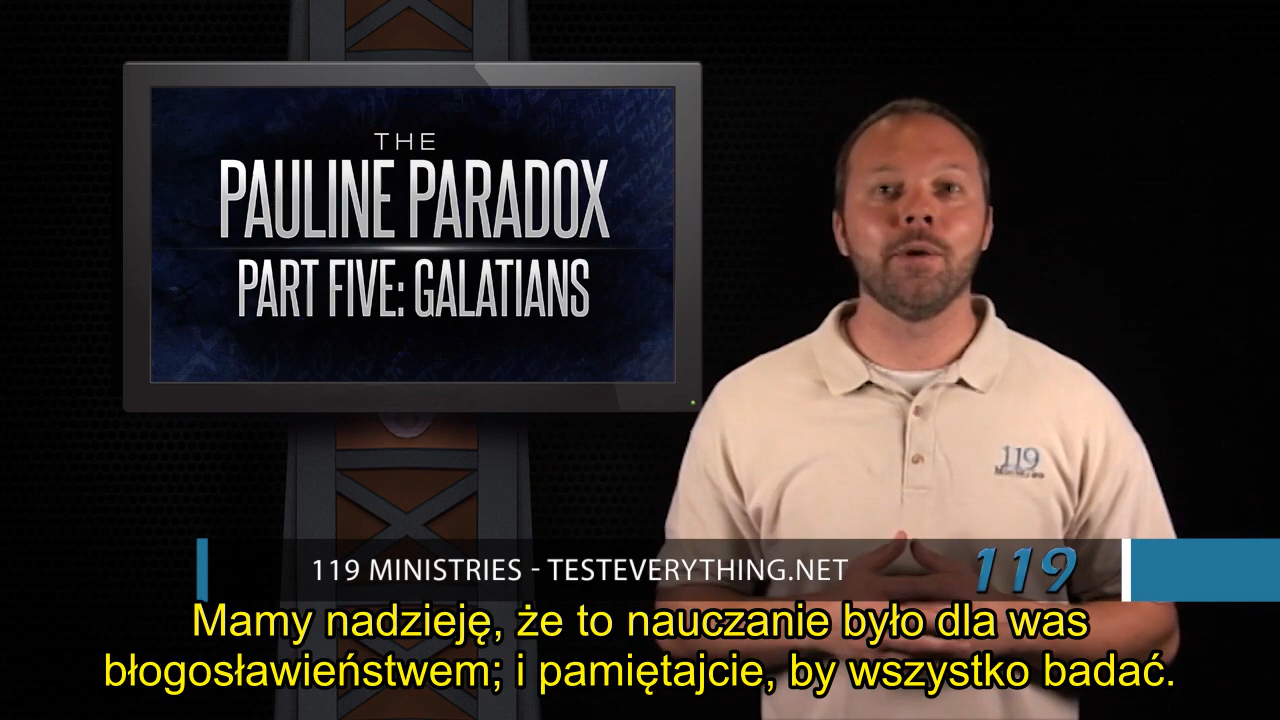 THE
PAULINE PARADOX
PART FIVE: GALATIANS
119
119 MINISTRIES - TESTEVERYTHING.NET
119
Mamy nadzieję, że to nauczanie było dla was
błogosławieństwem; i pamiętajcie, by wszystko badać.